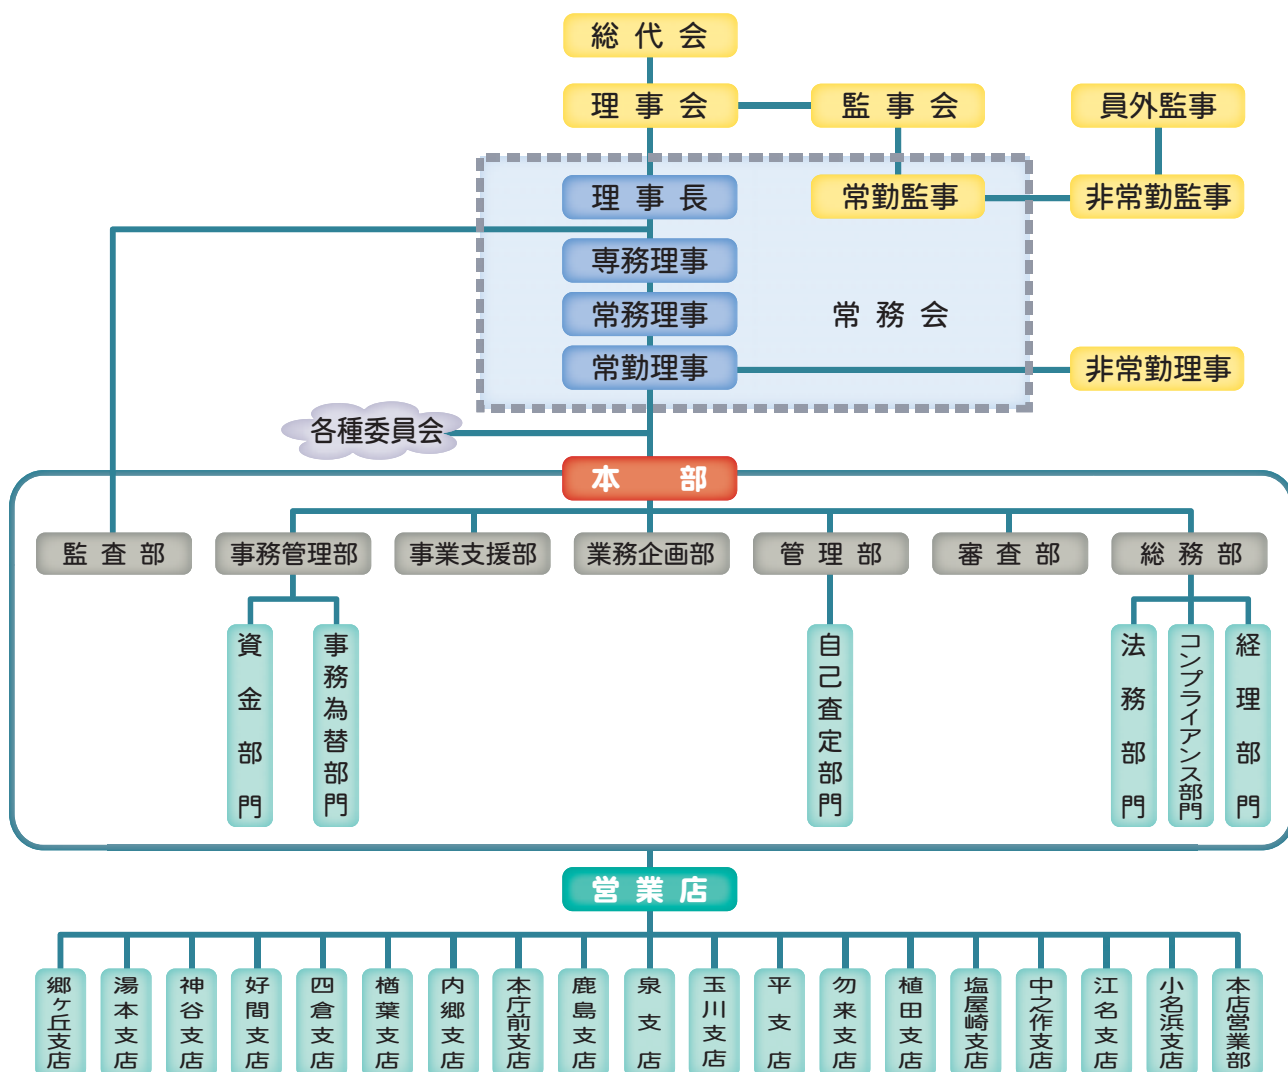 総代会
理事会
監事会
員外監事
理事長
常勤監事
非常勤監事
専務理事
常務理事
常務会
常勤理事
非常勤理事
各種委員会
本部
監査部
事務管理部
事業支援部
業務企画部
管理部
審査部
総務部
資金部門
事務為替部門
自己査定部門
法務部門
コンプライアンス部門
経理部門
営業店
郷ヶ丘支店
湯本支店
神谷支店
好間支店
四倉支店
楢葉支店
内郷支店
本庁前支店
鹿島支店
泉支店
玉川支店
平支店
勿来支店
植田支店
塩屋崎支店
中之作支店
江名支店
小名浜支店
本店営業部